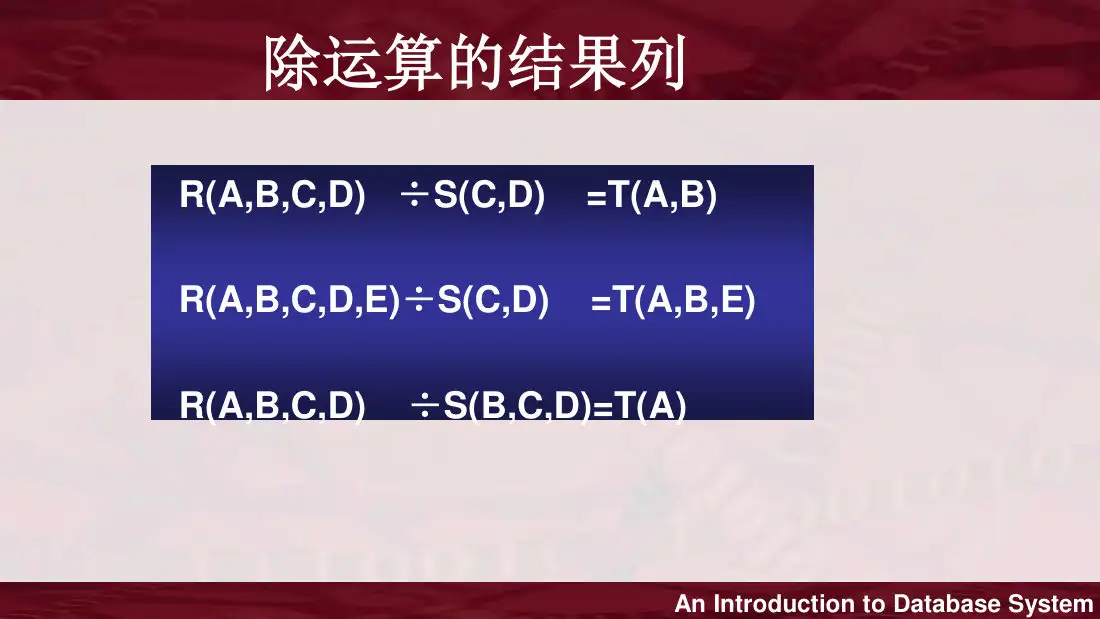 除运算的结果列
R(A,B,C,D) ÷S(C,D) =T(A,B)
R(A,B,C,D,E)÷S(C,D) =T(A,B,E)
R(A,B,C,D) ÷S(B,C,D)=T(A)
An Introduction to Database System